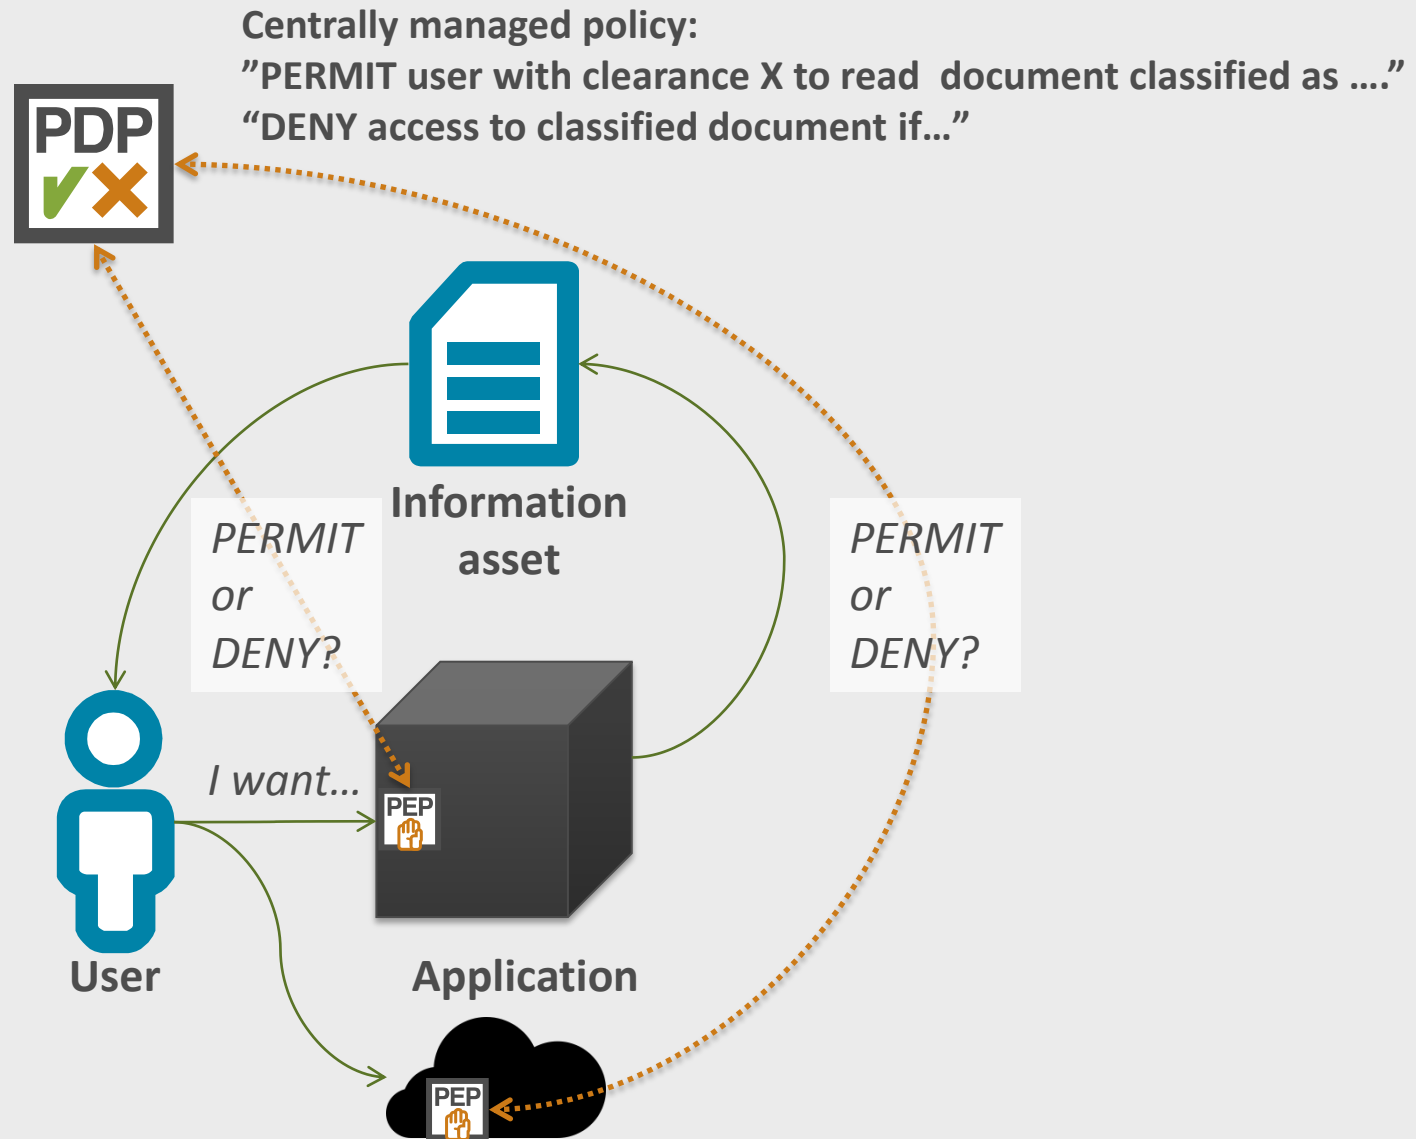 Centrally managed policy:
”PERMIT user with clearance X to read  document classified as ….”
“DENY access to classified document if…”
PDP
Information
asset
PERMIT
or
DENY?
PERMIT
or
DENY?
I want…
PEP
User
Application
PEP